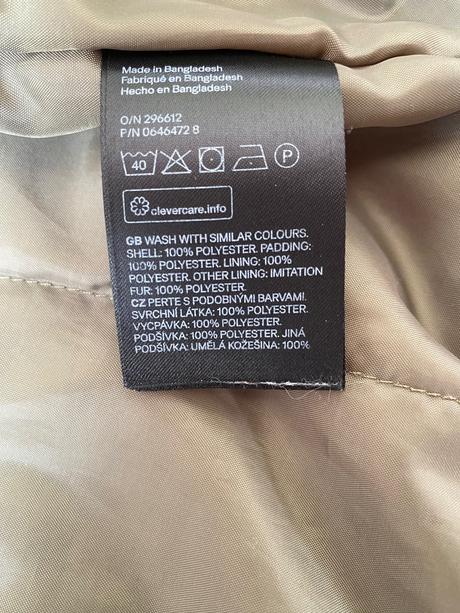 Made in Bangladesh
Fabriqué en Bangladesh
Hecho en Bangladesh
O/N 296612
P/N 0646472 8
40 P
clevercare.info
GB WASH WITH SIMILAR COLOURS.
SHELL: 100% POLYESTER. PADDING:
100% POLYESTER. LINING: 100%
POLYESTER. OTHER LINING: IMITATION
FUR: 100% POLYESTER.
CZ PERTE S PODOBNÝMI BARVAMI.
SVRCHNÍ LÁTKA: 100% POLYESTER.
VYCPÁVKA: 100% POLYESTER.
PODŠÍVKA: 100% POLYESTER. JINÁ
PODŠÍVKA: UMĚLÁ KOŽEŠINA: 100%